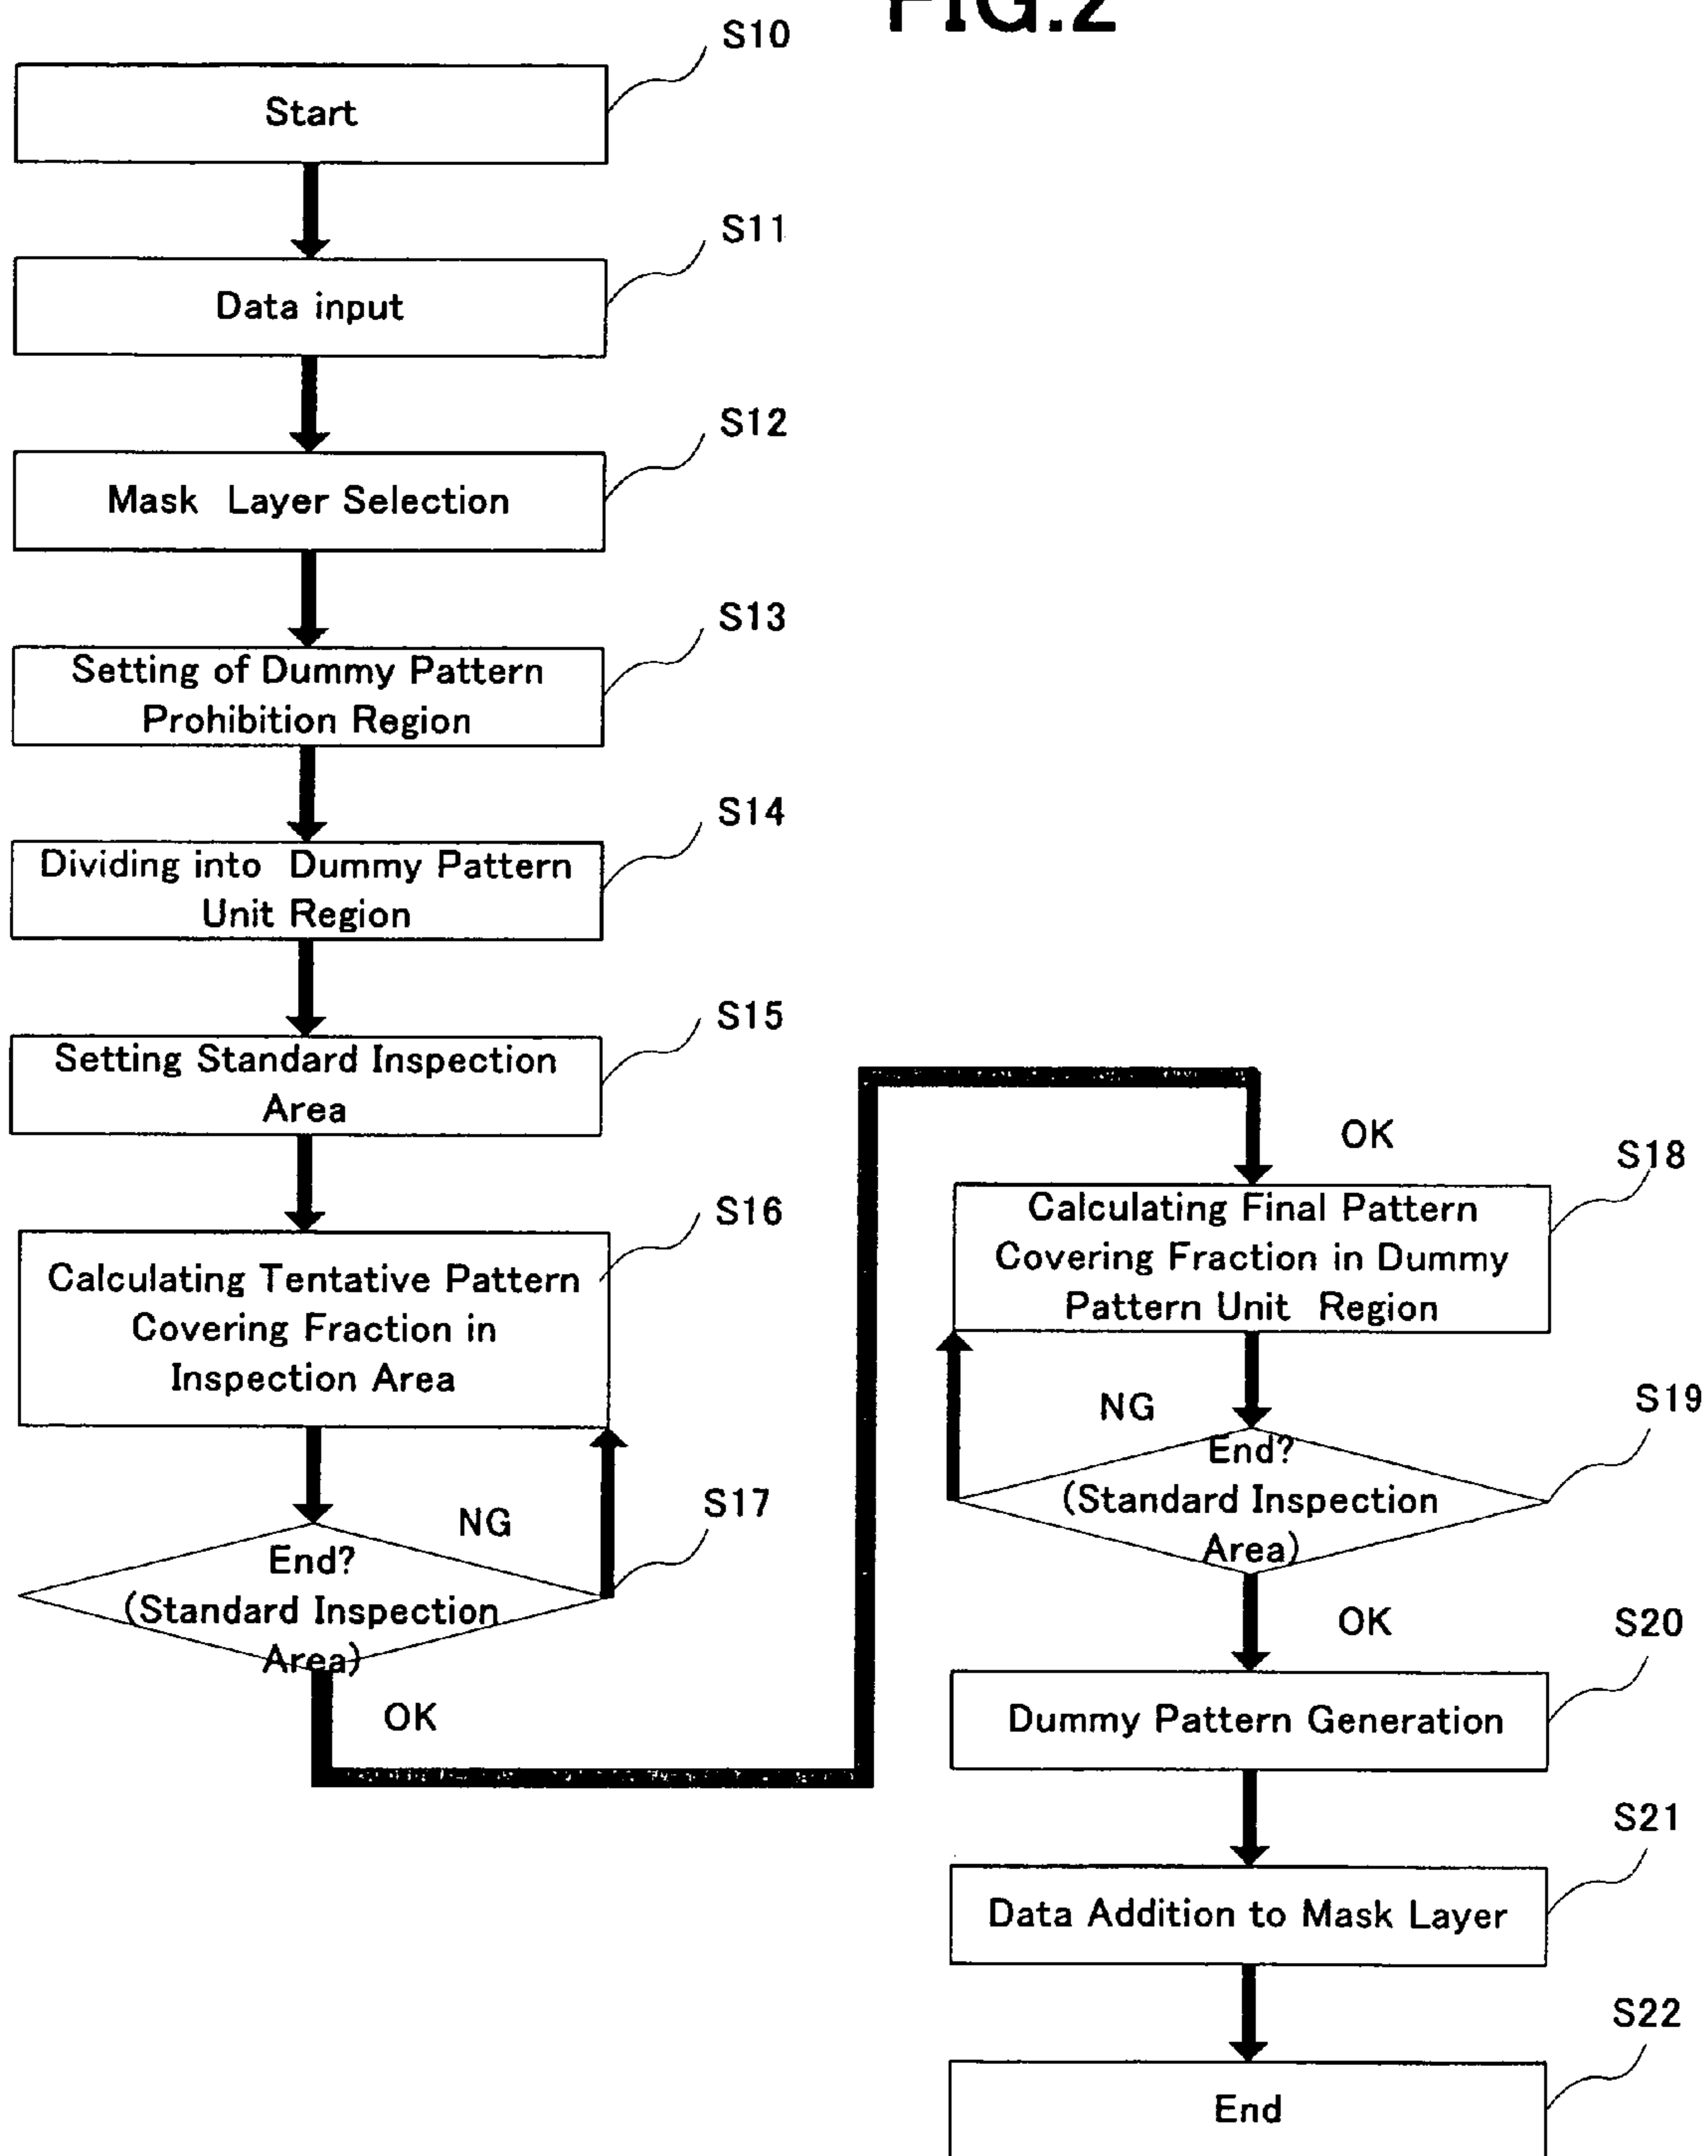 FIG.2
S10
Start
S11
Data input
S12
Mask Layer Selection
S13
Setting of Dummy Pattern
Prohibition Region
S14
Dividing into Dummy Pattern
Unit Region
S15
Setting Standard Inspection
Area
S16
Calculating Tentative Pattern
Covering Fraction in
Inspection Area
S17
NG
End?
(Standard Inspection
Area)
OK
OK
S18
Calculating Final Pattern
Covering Fraction in Dummy
Pattern Unit Region
NG
S19
End?
(Standard Inspection
Area)
OK
S20
Dummy Pattern Generation
S21
Data Addition to Mask Layer
S22
End